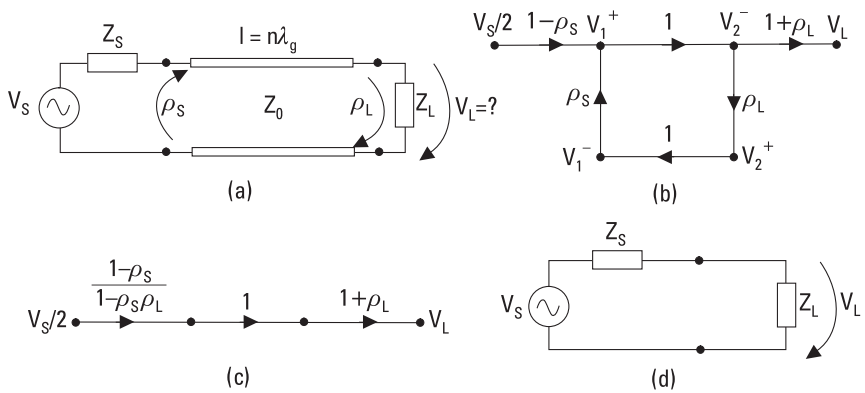 Z_S
l = nλ_g
V_S
ρ_S
Z_0
ρ_L
Z_L
V_L=?
(a)
V_S/2
1−ρ_S
V_1^+
1
V_2^-
1+ρ_L
V_L
ρ_S
ρ_L
V_1^-
1
V_2^+
(b)
1−ρ_S
1−ρ_Sρ_L
V_S/2
1
1+ρ_L
V_L
(c)
Z_S
V_S
Z_L
V_L
(d)